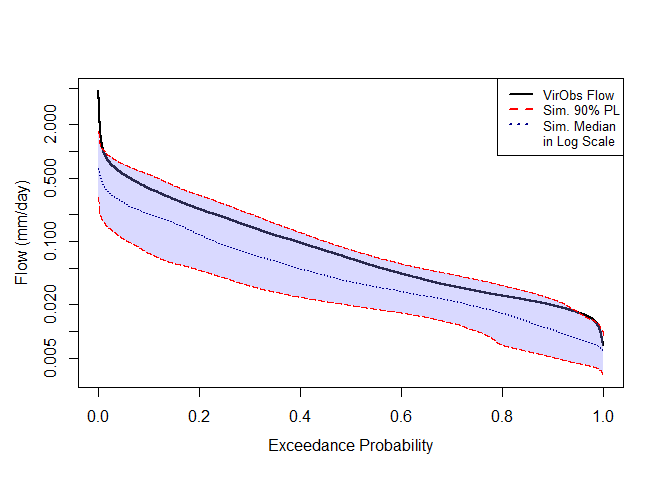 VirObs Flow
Sim. 90% PL
Sim. Median
in Log Scale
Flow (mm/day)
2.000
0.500
0.100
0.020
0.005
0.0 0.2 0.4 0.6 0.8 1.0
Exceedance Probability